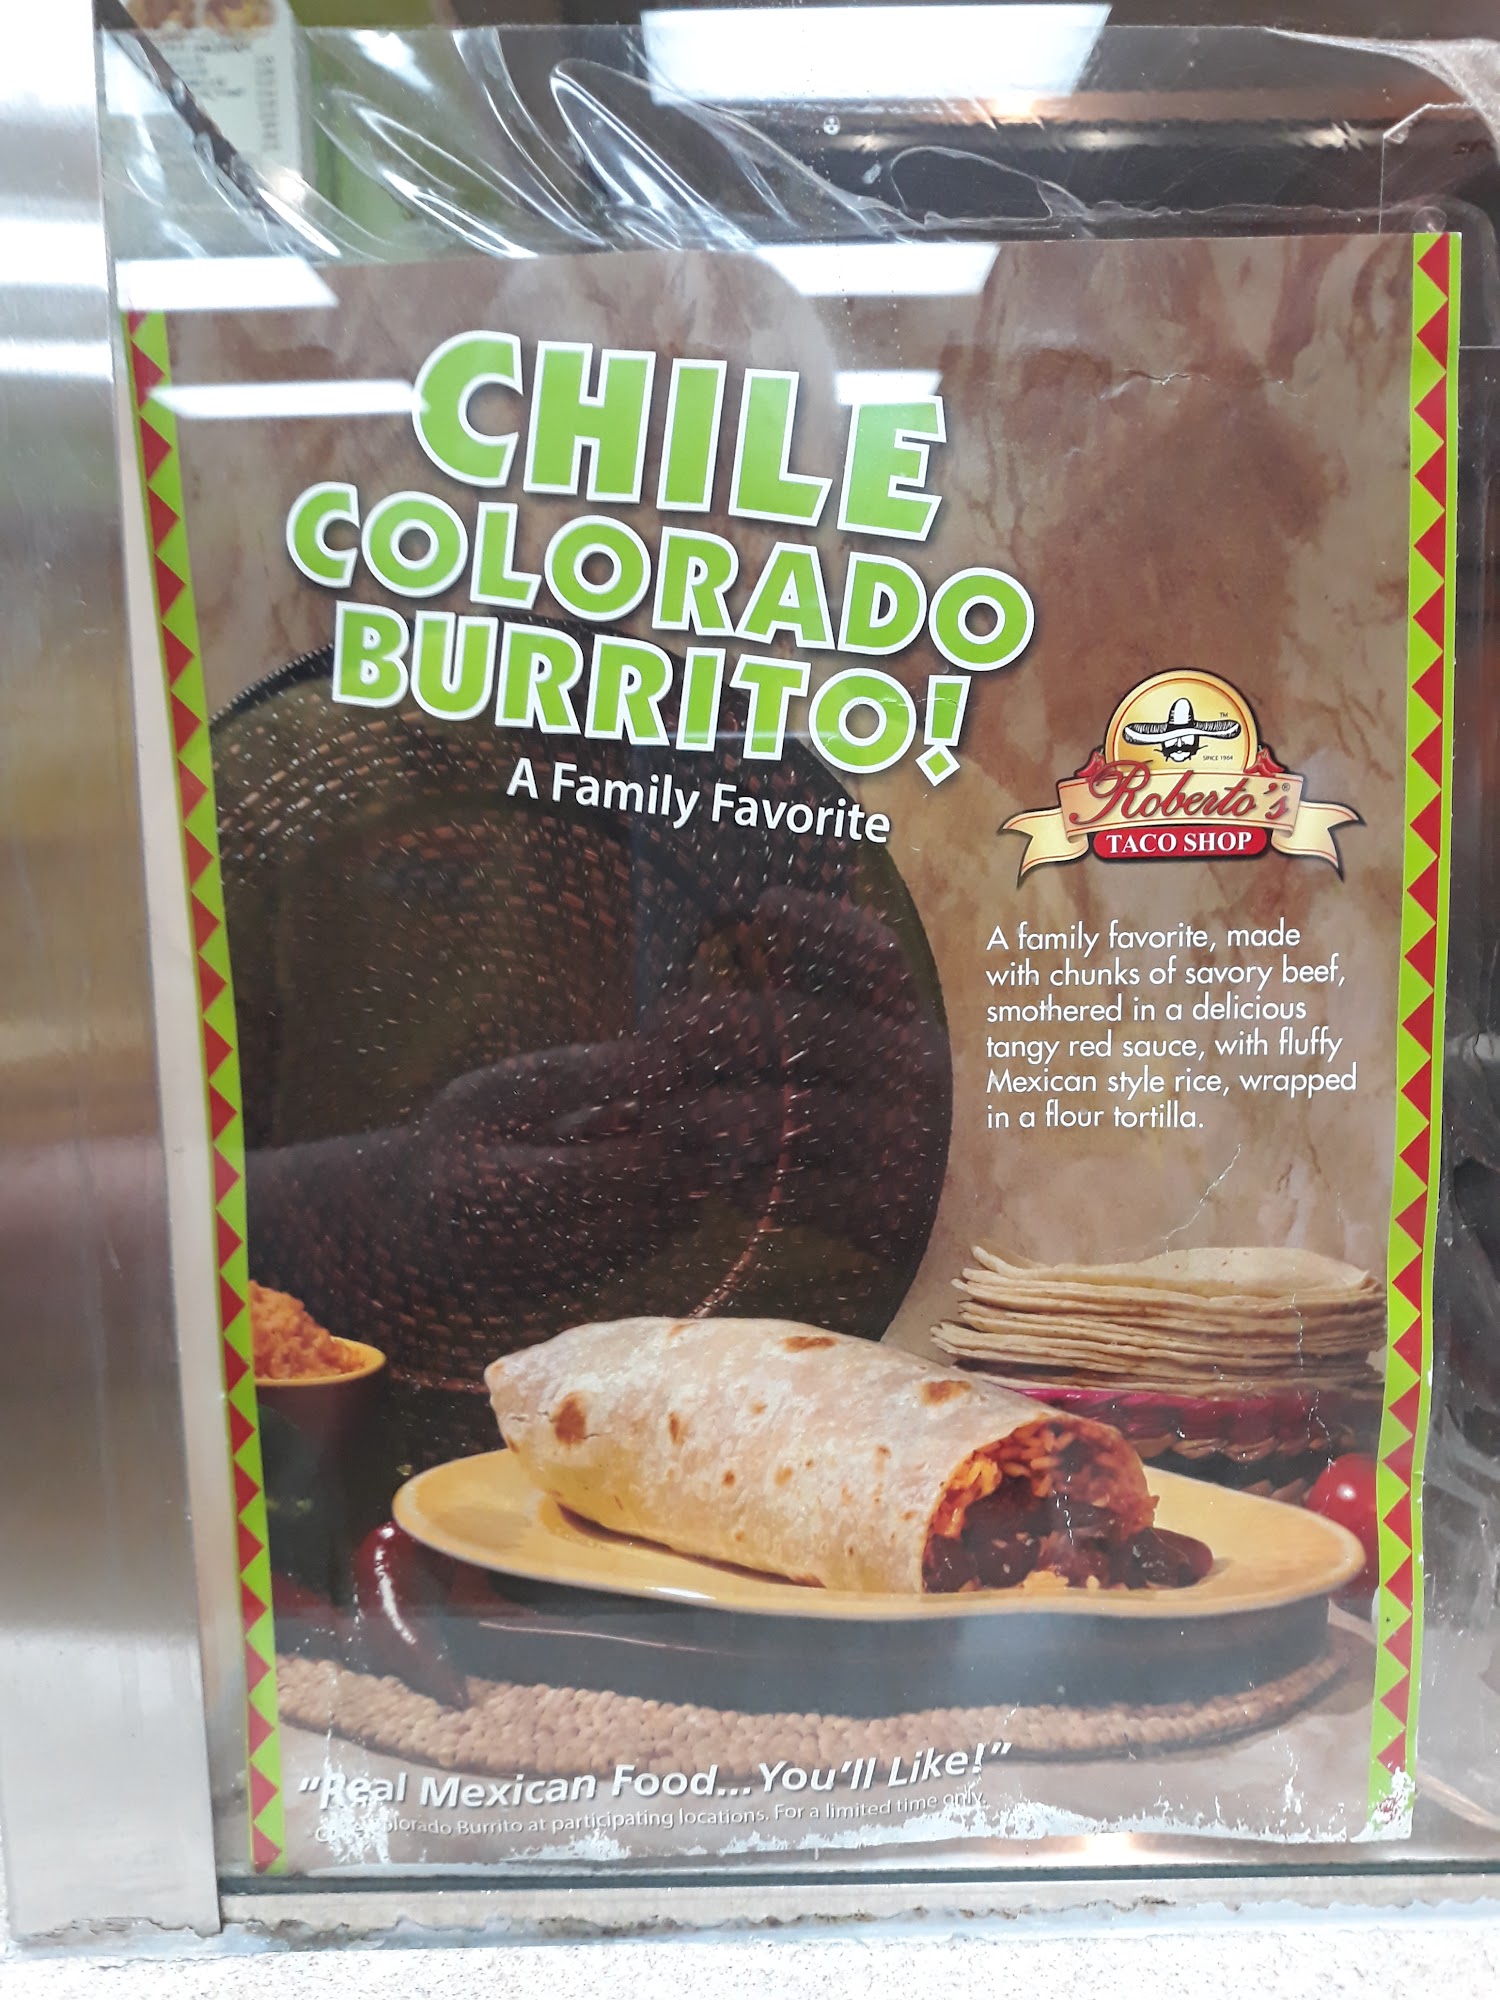 CHILE
COLORADO
BURRITO!
A Family Favorite
TM
SINCE 1964
Roberto's®
TACO SHOP
A family favorite, made
with chunks of savory beef,
smothered in a delicious
tangy red sauce, with fluffy
Mexican style rice, wrapped
in a flour tortilla.
"Real Mexican Food...You'll Like!"
Burrito at participating locations. For a limited time only.